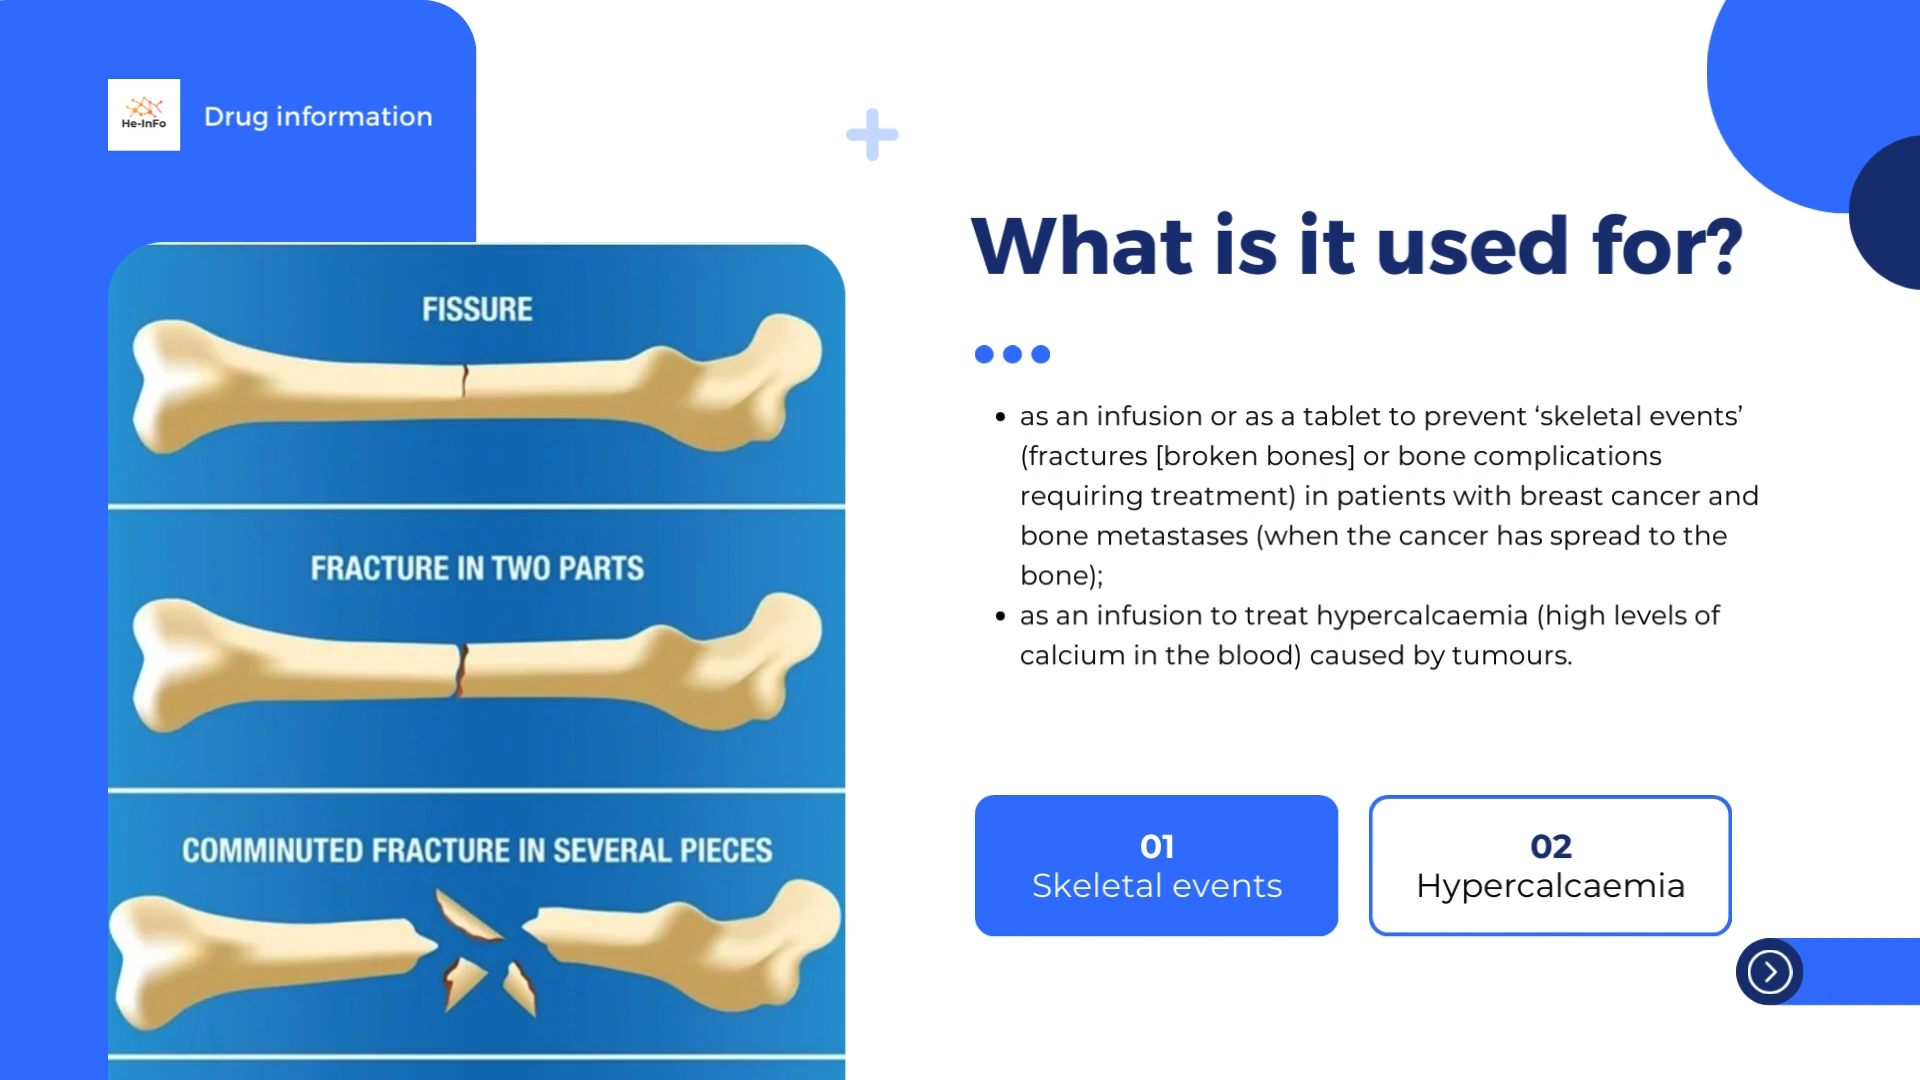 He-InFo
Drug information
What is it used for?
FISSURE
FRACTURE IN TWO PARTS
COMMINUTED FRACTURE IN SEVERAL PIECES
• as an infusion or as a tablet to prevent ‘skeletal events’
(fractures [broken bones] or bone complications
requiring treatment) in patients with breast cancer and
bone metastases (when the cancer has spread to the
bone);
• as an infusion to treat hypercalcaemia (high levels of
calcium in the blood) caused by tumours.
01
Skeletal events
02
Hypercalcaemia